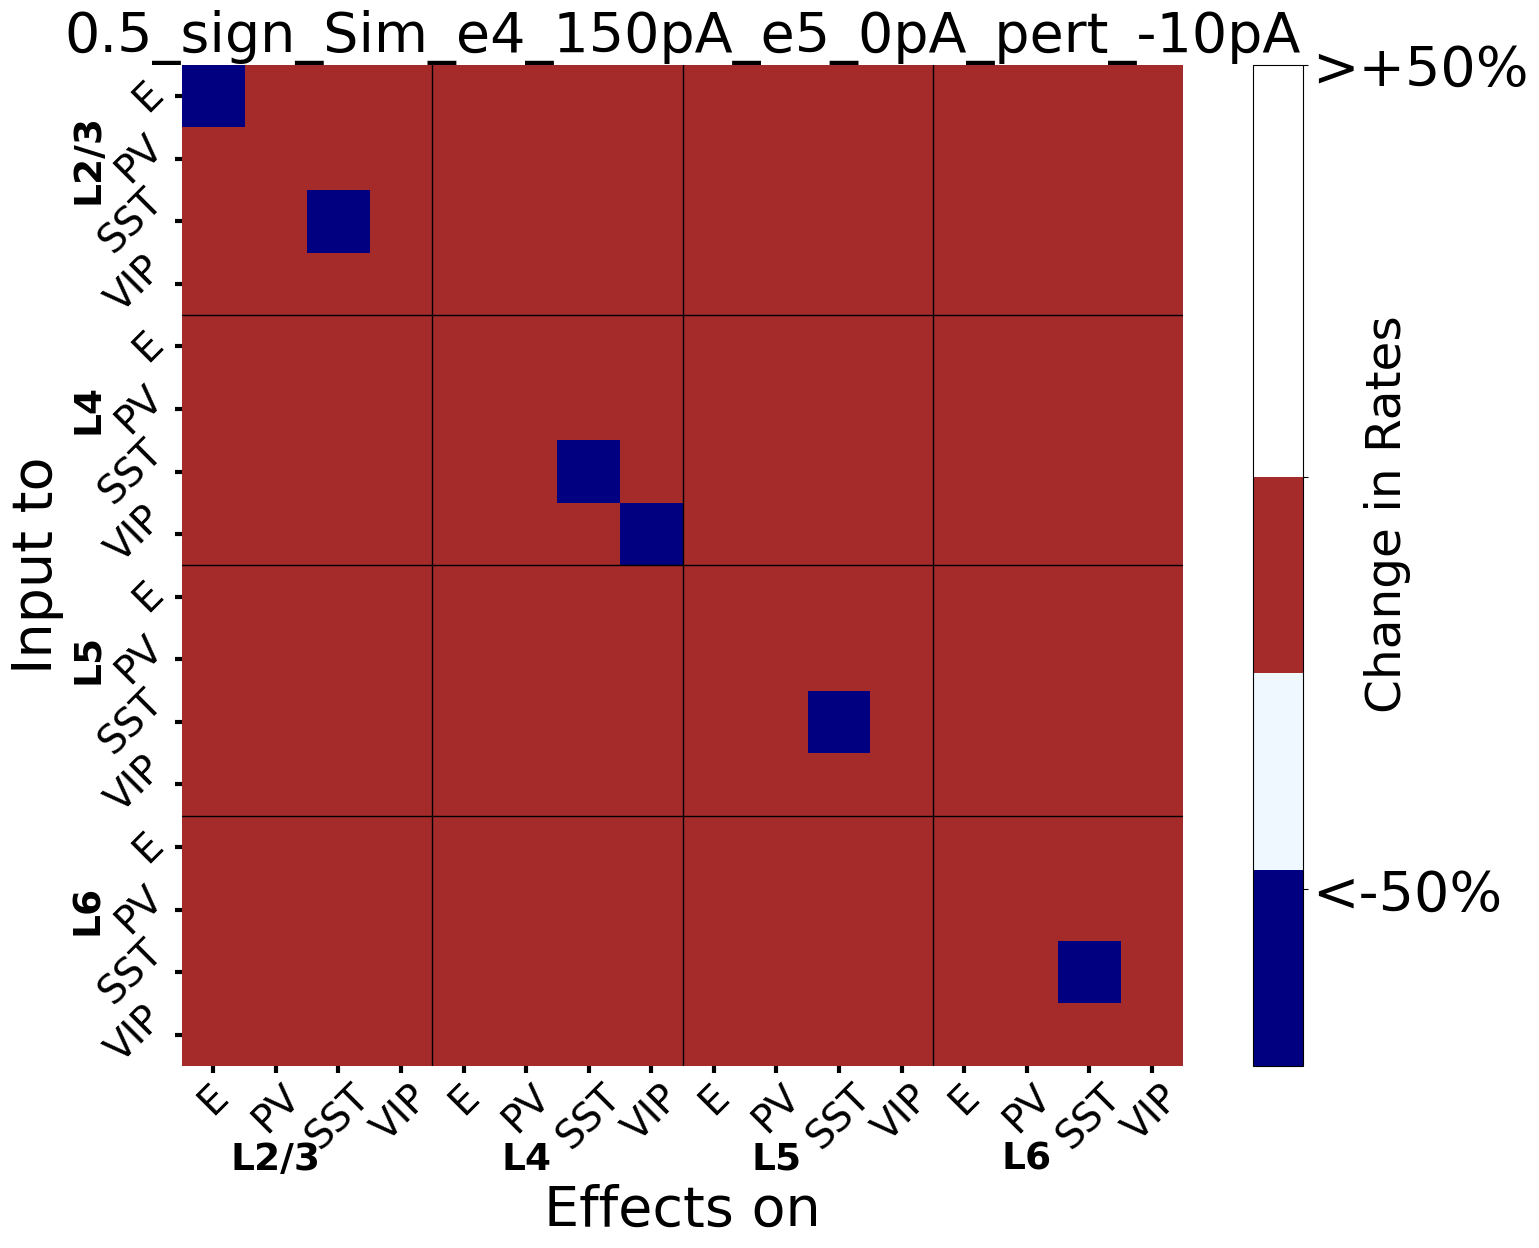 0.5_sign_Sim_e4_150pA_e5_0pA_pert_-10pA
>+50%
<-50%
Change in Rates
Input to
L2/3
E
PV
SST
VIP
L4
E
PV
SST
VIP
L5
E
PV
SST
VIP
L6
E
PV
SST
VIP
E PV SST VIP E PV SST VIP E PV SST VIP E PV SST VIP
L2/3 L4 L5 L6
Effects on